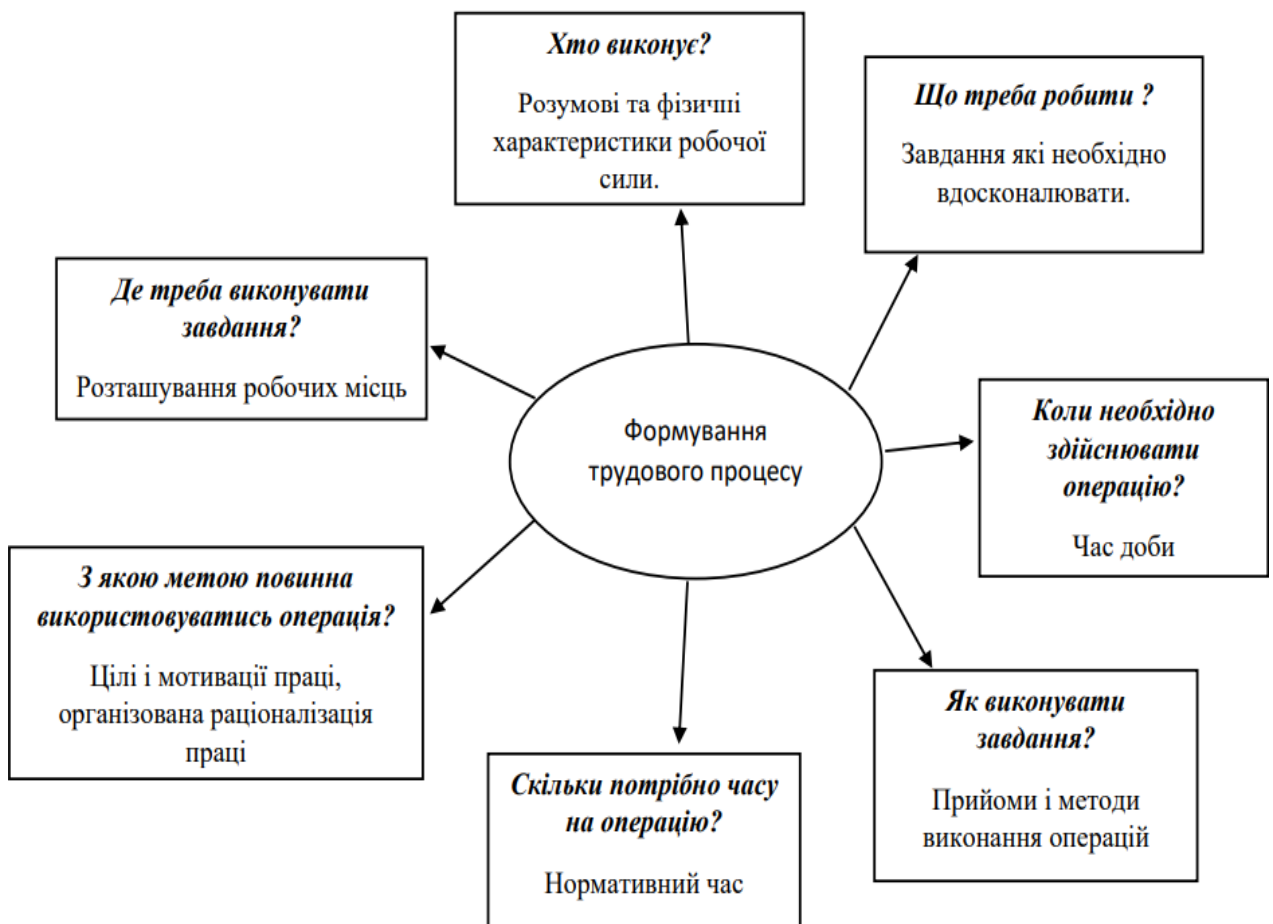 Хто виконує?
Розумові та фізичні
характеристики робочої
сили.
Що треба робити ?
Завдання які необхідно
вдосконалювати.
Де треба виконувати
завдання?
Розташування робочих місць
Формування
трудового процесу
Коли необхідно
здійснювати
операцію?
Час доби
З якою метою повинна
використовуватись операція?
Цілі і мотивації праці,
організована раціоналізація
праці
Скільки потрібно часу
на операцію?
Нормативний час
Як виконувати
завдання?
Прийоми і методи
виконання операцій